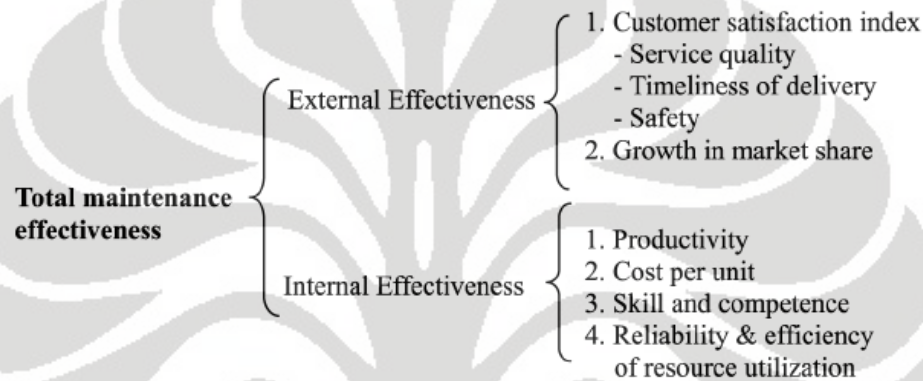 1. Customer satisfaction index
- Service quality
External Effectiveness
- Timeliness of delivery
- Safety
2. Growth in market share
Total maintenance
effectiveness
1. Productivity
Internal Effectiveness
2. Cost per unit
3. Skill and competence
4. Reliability & efficiency
of resource utilization